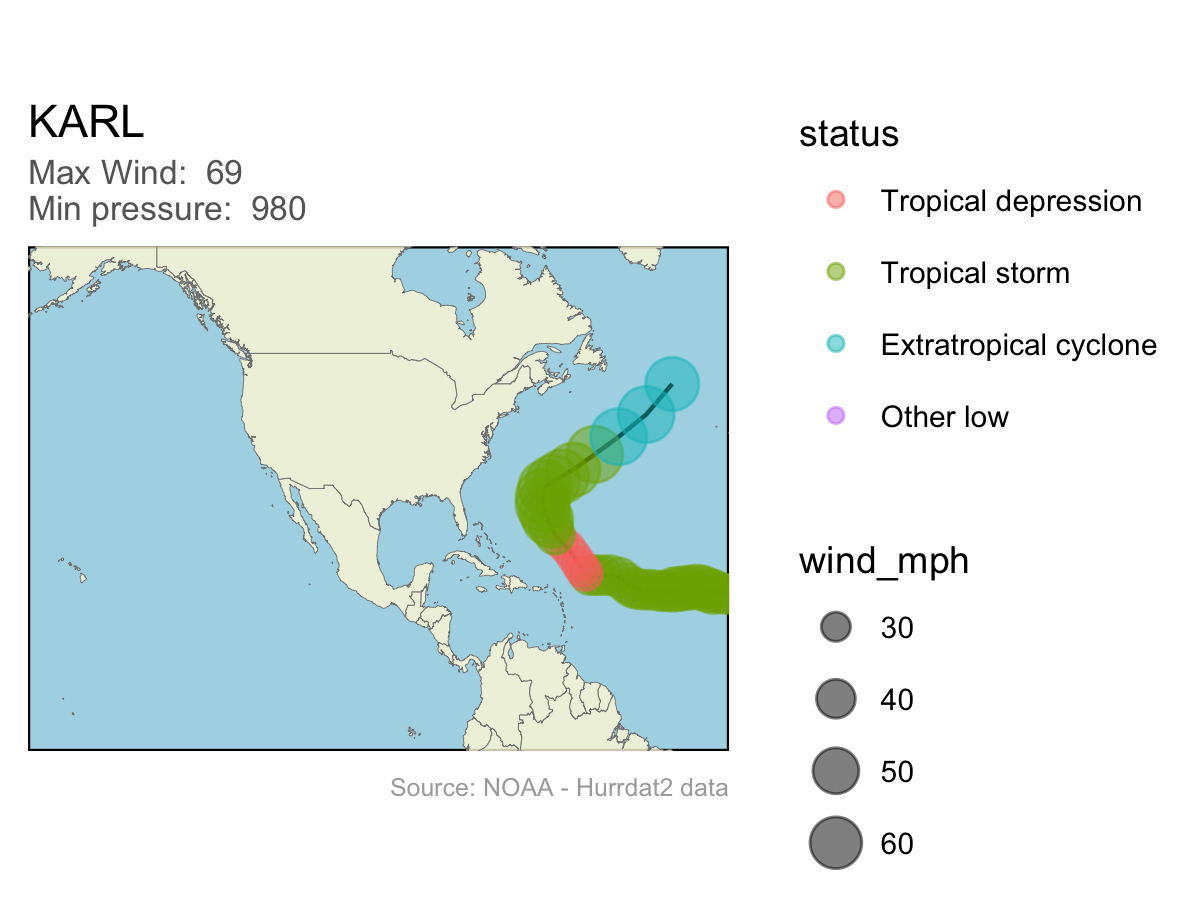 KARL
Max Wind:  69
Min pressure:  980
status
Tropical depression
Tropical storm
Extratropical cyclone
Other low
wind_mph
30
40
50
60
Source: NOAA - Hurrdat2 data